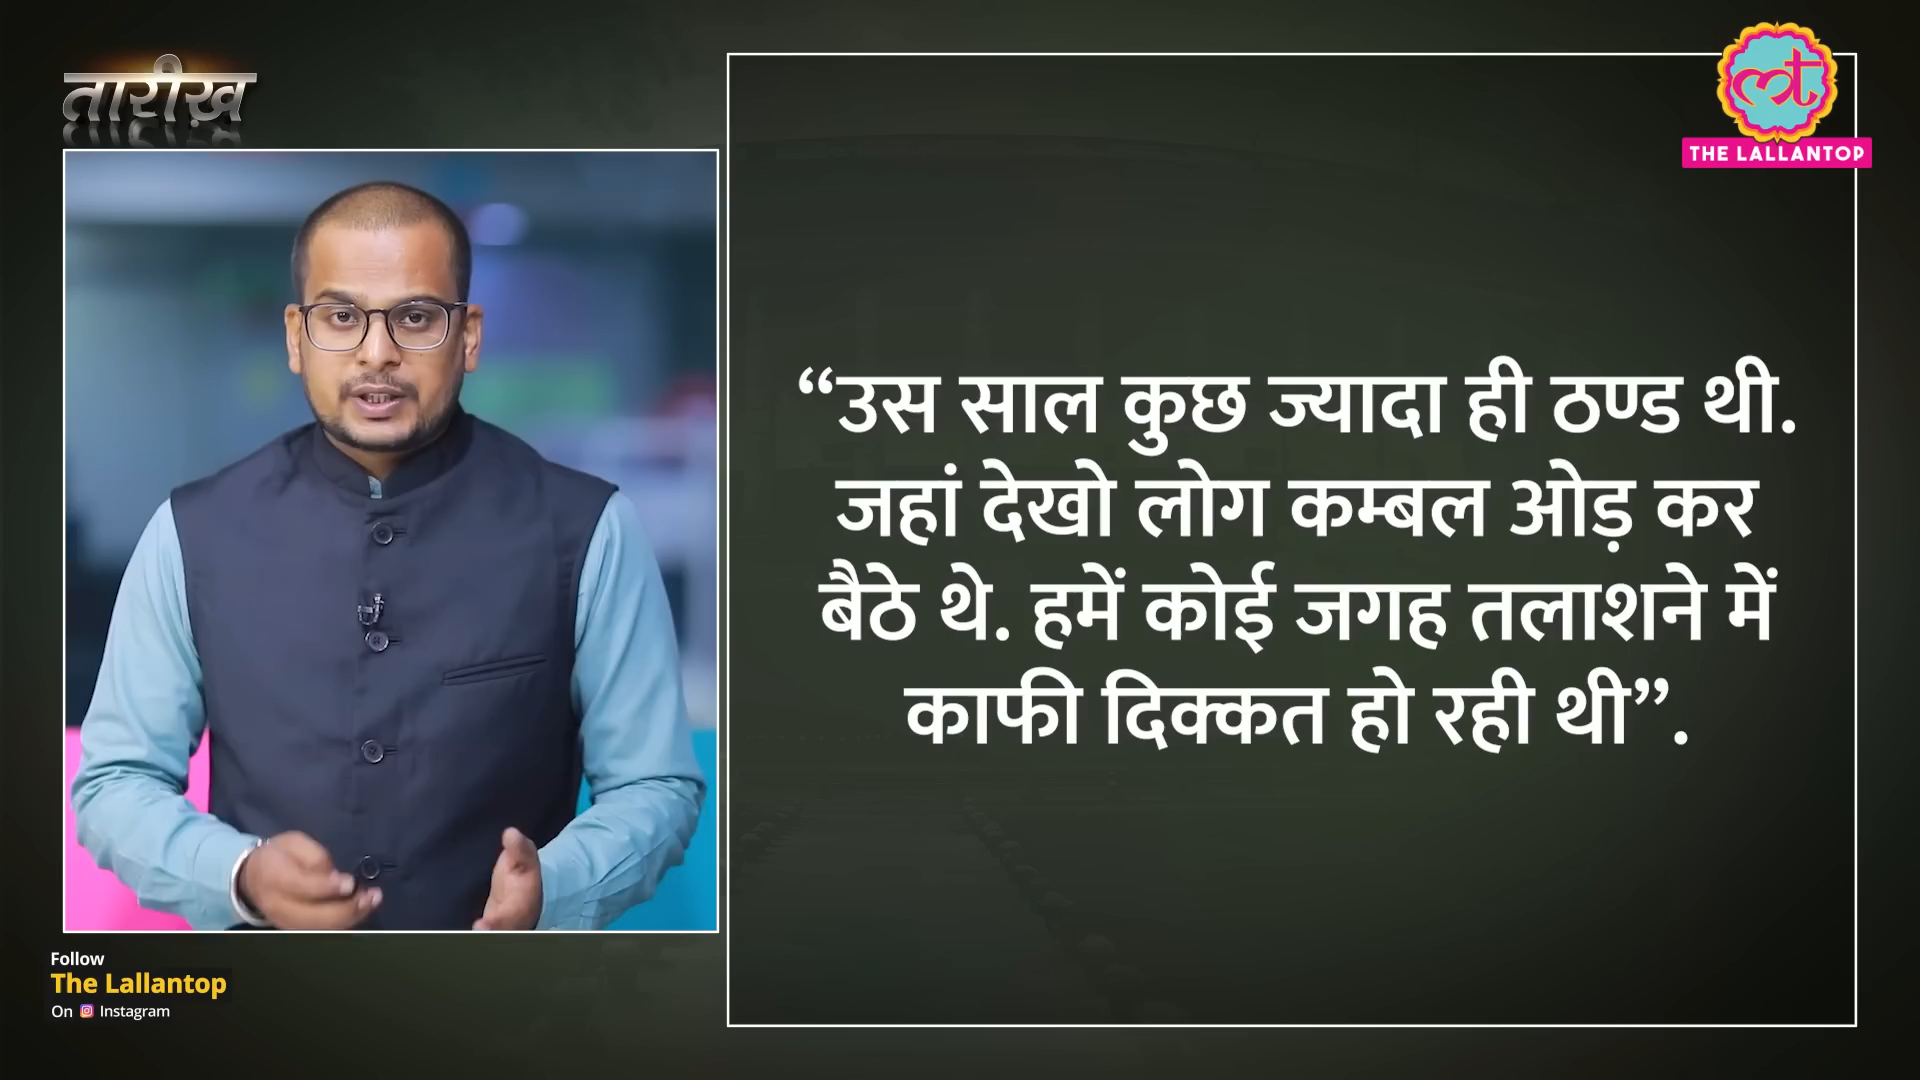 तारीख़
THE LALLANTOP
“उस साल कुछ ज्यादा ही ठण्ड थी.
जहां देखो लोग कम्बल ओड़ कर
बैठे थे. हमें कोई जगह तलाशने में
काफी दिक्कत हो रही थी”.
Follow
The Lallantop
On Instagram